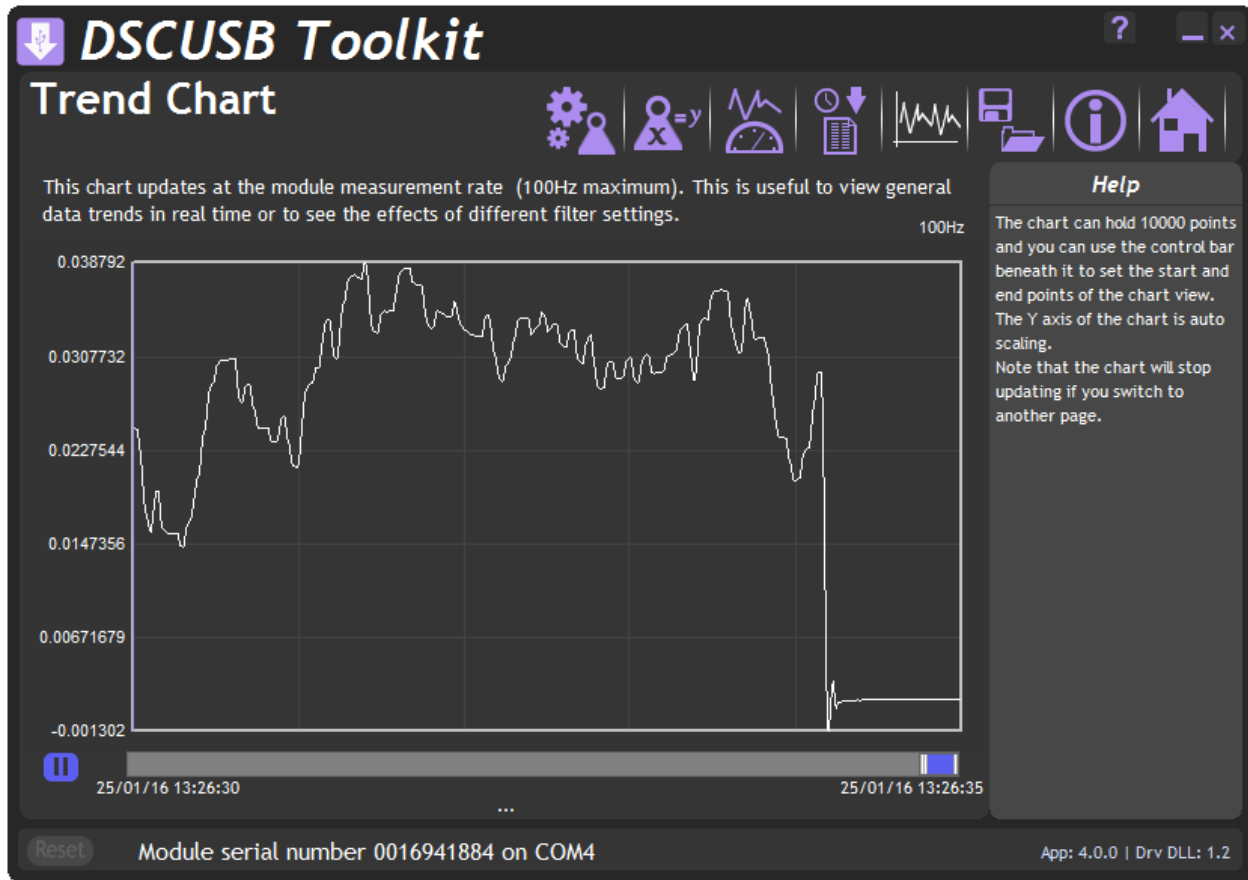 DSCUSB Toolkit
?
Trend Chart
x
=y
This chart updates at the module measurement rate  (100Hz maximum). This is useful to view general
data trends in real time or to see the effects of different filter settings.
100Hz
0.038792
0.0307732
0.0227544
0.0147356
0.00671679
-0.001302
25/01/16 13:26:30
25/01/16 13:26:35
...
Help
The chart can hold 10000 points
and you can use the control bar
beneath it to set the start and
end points of the chart view.
The Y axis of the chart is auto
scaling.
Note that the chart will stop
updating if you switch to
another page.
Reset
Module serial number 0016941884 on COM4
App: 4.0.0 | Drv DLL: 1.2